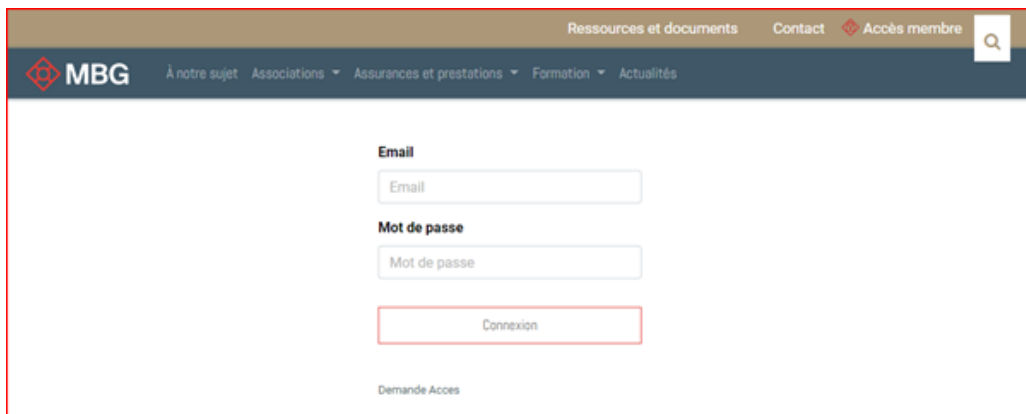 Ressources et documents Contact Accès membre
MBG À notre sujet Associations Assurances et prestations Formation Actualités
Email
Email
Mot de passe
Mot de passe
Connexion
Demande Acces